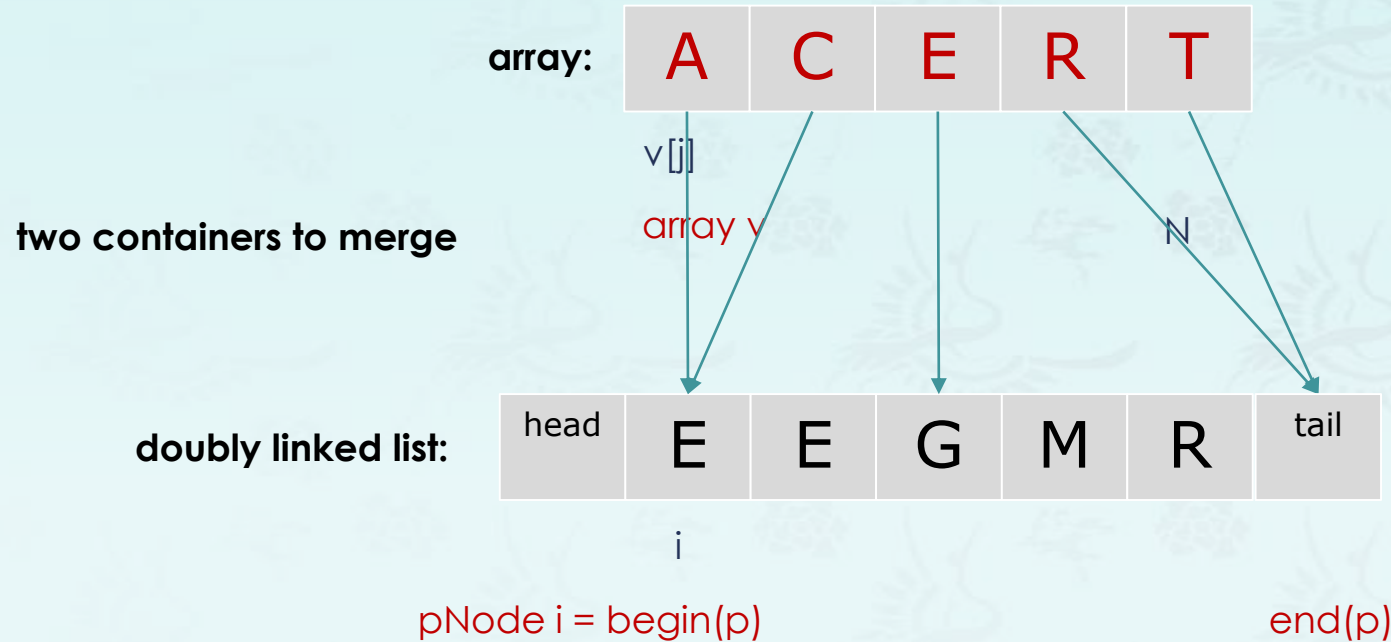 array: A C E R T
v[j]
array v N
two containers to merge
doubly linked list: head E E G M R tail
i
pNode i = begin(p) end(p)